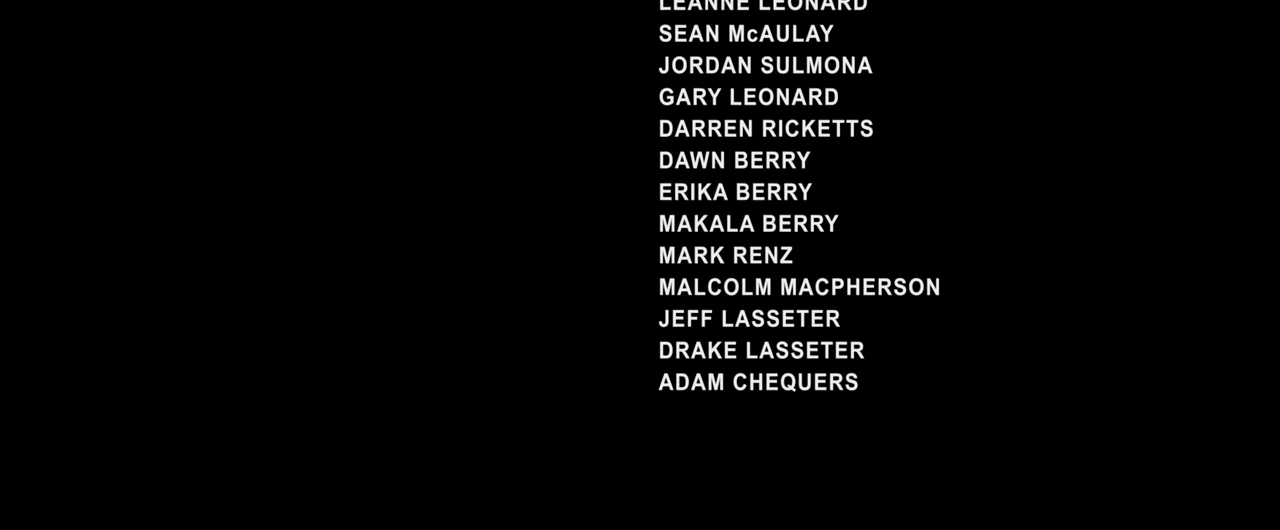 LEANNE LEONARD
SEAN McAULAY
JORDAN SULMONA
GARY LEONARD
DARREN RICKETTS
DAWN BERRY
ERIKA BERRY
MAKALA BERRY
MARK RENZ
MALCOLM MACPHERSON
JEFF LASSETER
DRAKE LASSETER
ADAM CHEQUERS